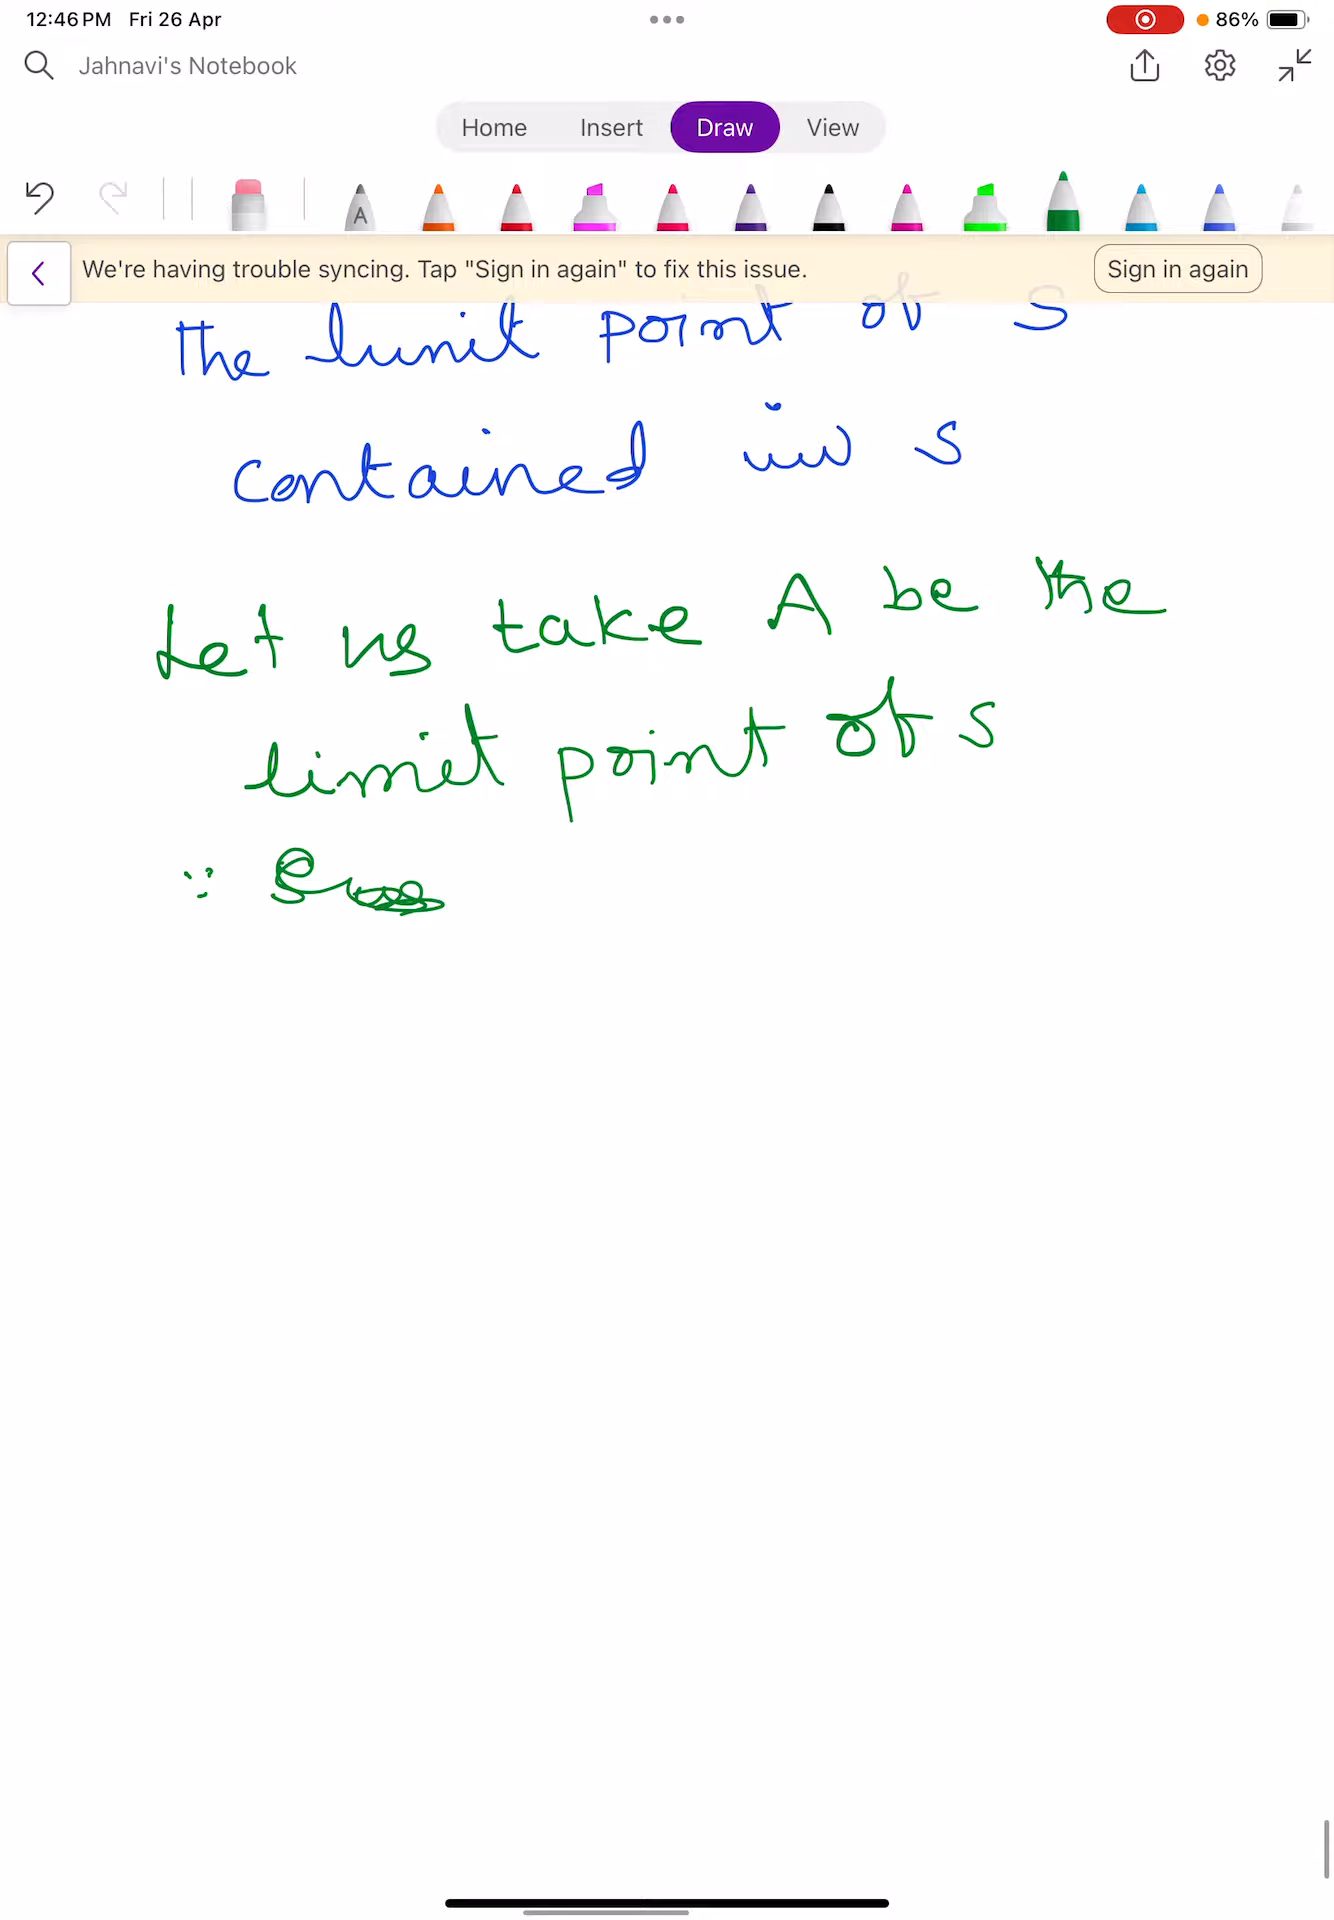 12:46 PM Fri 26 Apr
86%
Jahnavi's Notebook
Home Insert Draw View
A
We're having trouble syncing. Tap "Sign in again" to fix this issue.
Sign in again
The limit point of S
contained in S
Let us take A be the
limit point of S
∵